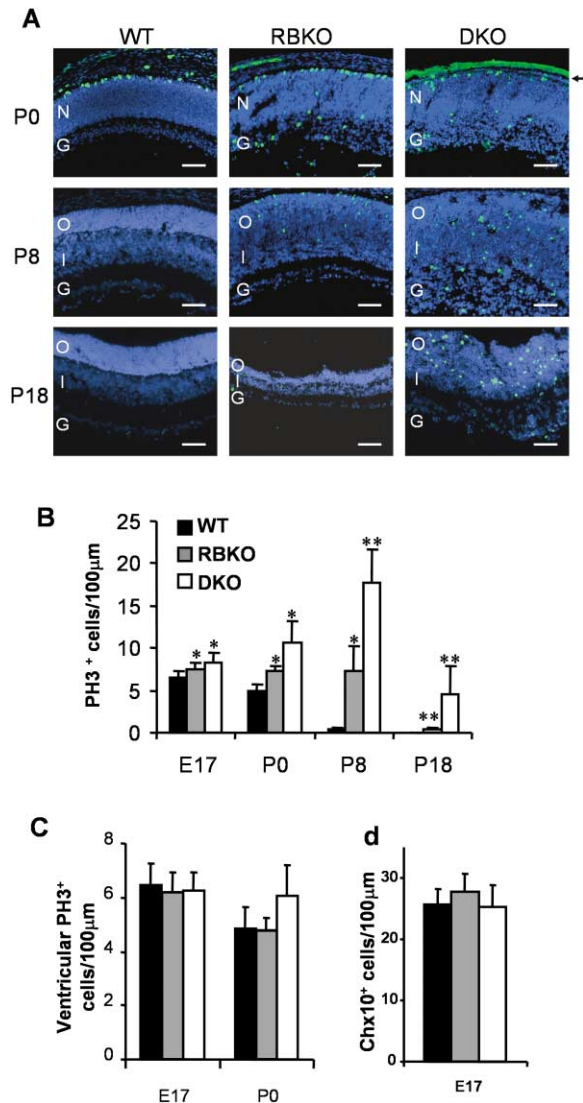 A
WT RBKO DKO
P0
N
G
N
G
N
G
P8
O
I
G
O
I
G
O
I
G
P18
O
I
G
O
I
G
O
I
G
B
WT
RBKO
DKO
PH3 + cells/100μm
25
20
15
10
5
0
* * * * * ** ** **
E17 P0 P8 P18
C
Ventricular PH3+
cells/100μm
6
4
2
0
E17 P0
d
Chx10+ cells/100μm
30
20
10
0
E17